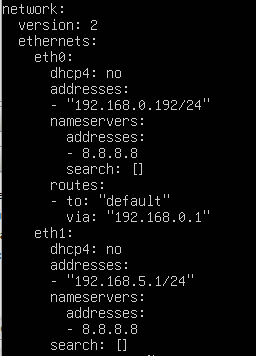 network:
  version: 2
  ethernets:
    eth0:
      dhcp4: no
      addresses:
      - "192.168.0.192/24"
      nameservers:
        addresses:
        - 8.8.8.8
        search: []
      routes:
      - to: "default"
        via: "192.168.0.1"
    eth1:
      dhcp4: no
      addresses:
      - "192.168.5.1/24"
      nameservers:
        addresses:
        - 8.8.8.8
      search: []